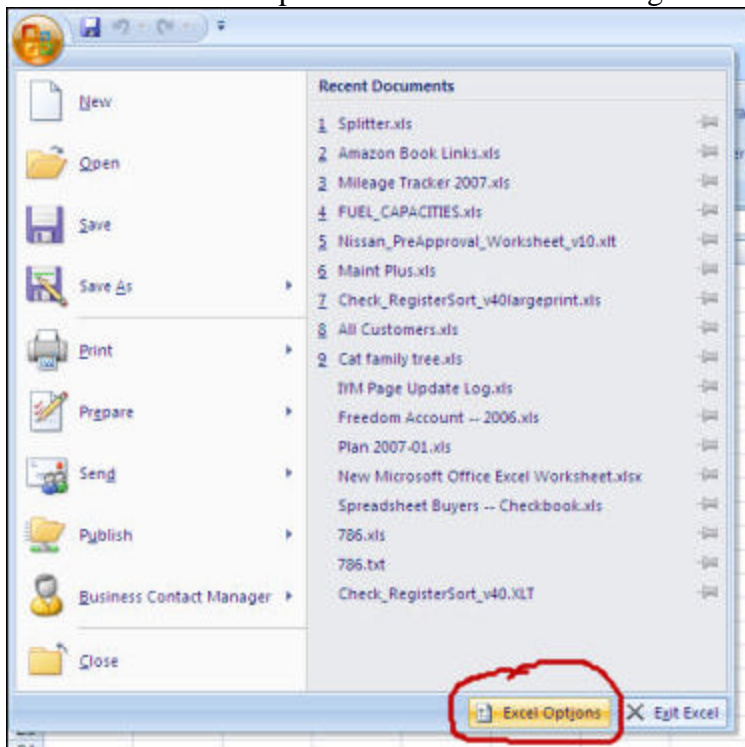 New
Open
Save
Save As
Print
Prepare
Send
Publish
Business Contact Manager
Close
Recent Documents
1 Splitter.xls
2 Amazon Book Links.xls
3 Mileage Tracker 2007.xls
4 FUEL_CAPACITIES.xls
5 Nissan_PreApproval_Worksheet_v10.xlt
6 Maint Plus.xls
7 Check_RegisterSort_v40largeprint.xls
8 All Customers.xls
9 Cat family tree.xls
IYM Page Update Log.xls
Freedom Account -- 2006.xls
Plan 2007-01.xls
New Microsoft Office Excel Worksheet.xlsx
Spreadsheet Buyers -- Checkbook.xls
786.xls
786.txt
Check_RegisterSort_v40.XLT
Excel Options
Exit Excel